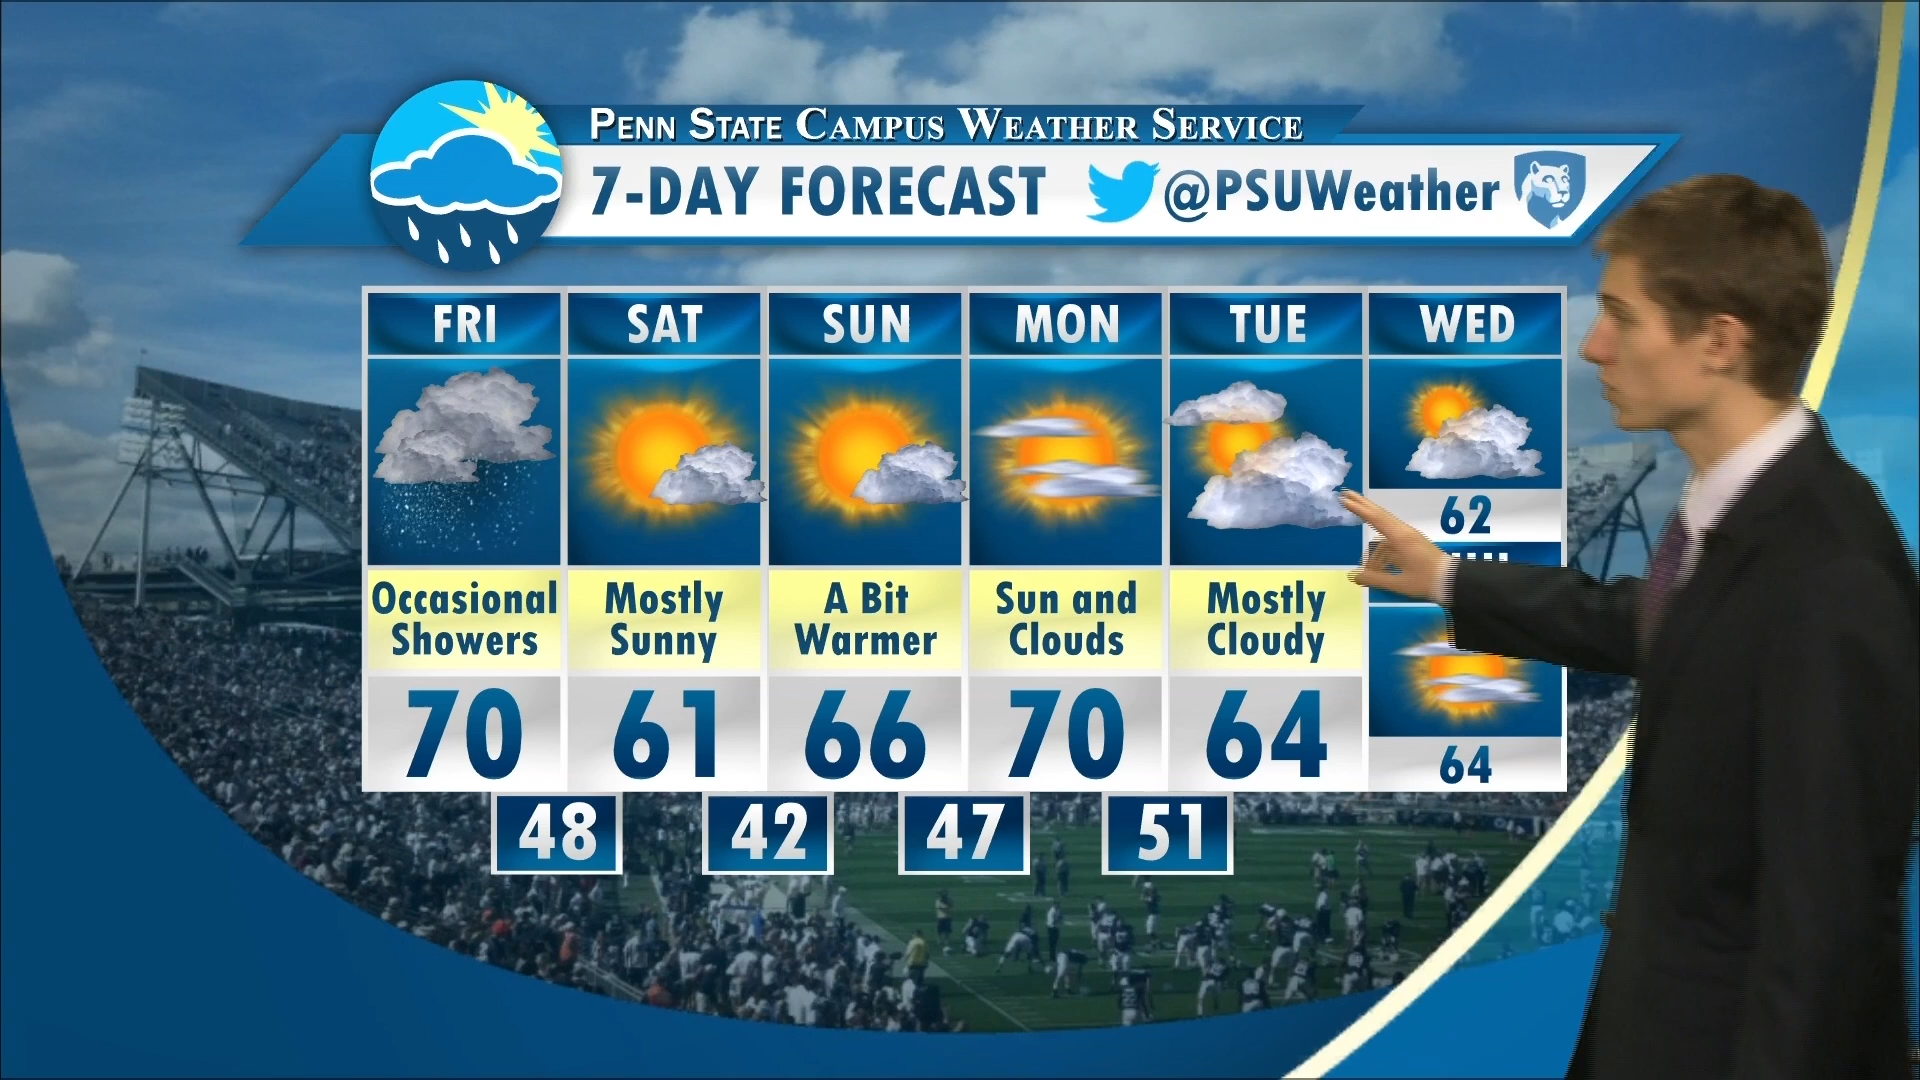 PENN STATE CAMPUS WEATHER SERVICE
7-DAY FORECAST @PSUWeather
FRI SAT SUN MON TUE WED
62
Occasional Showers
Mostly Sunny
A Bit Warmer
Sun and Clouds
Mostly Cloudy
70 61 66 70 64
64
48 42 47 51